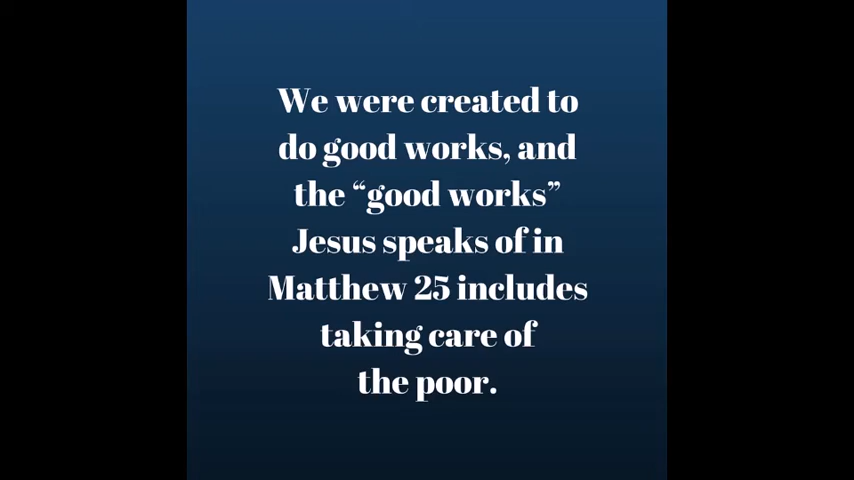 We were created to
do good works, and
the “good works”
Jesus speaks of in
Matthew 25 includes
taking care of
the poor.